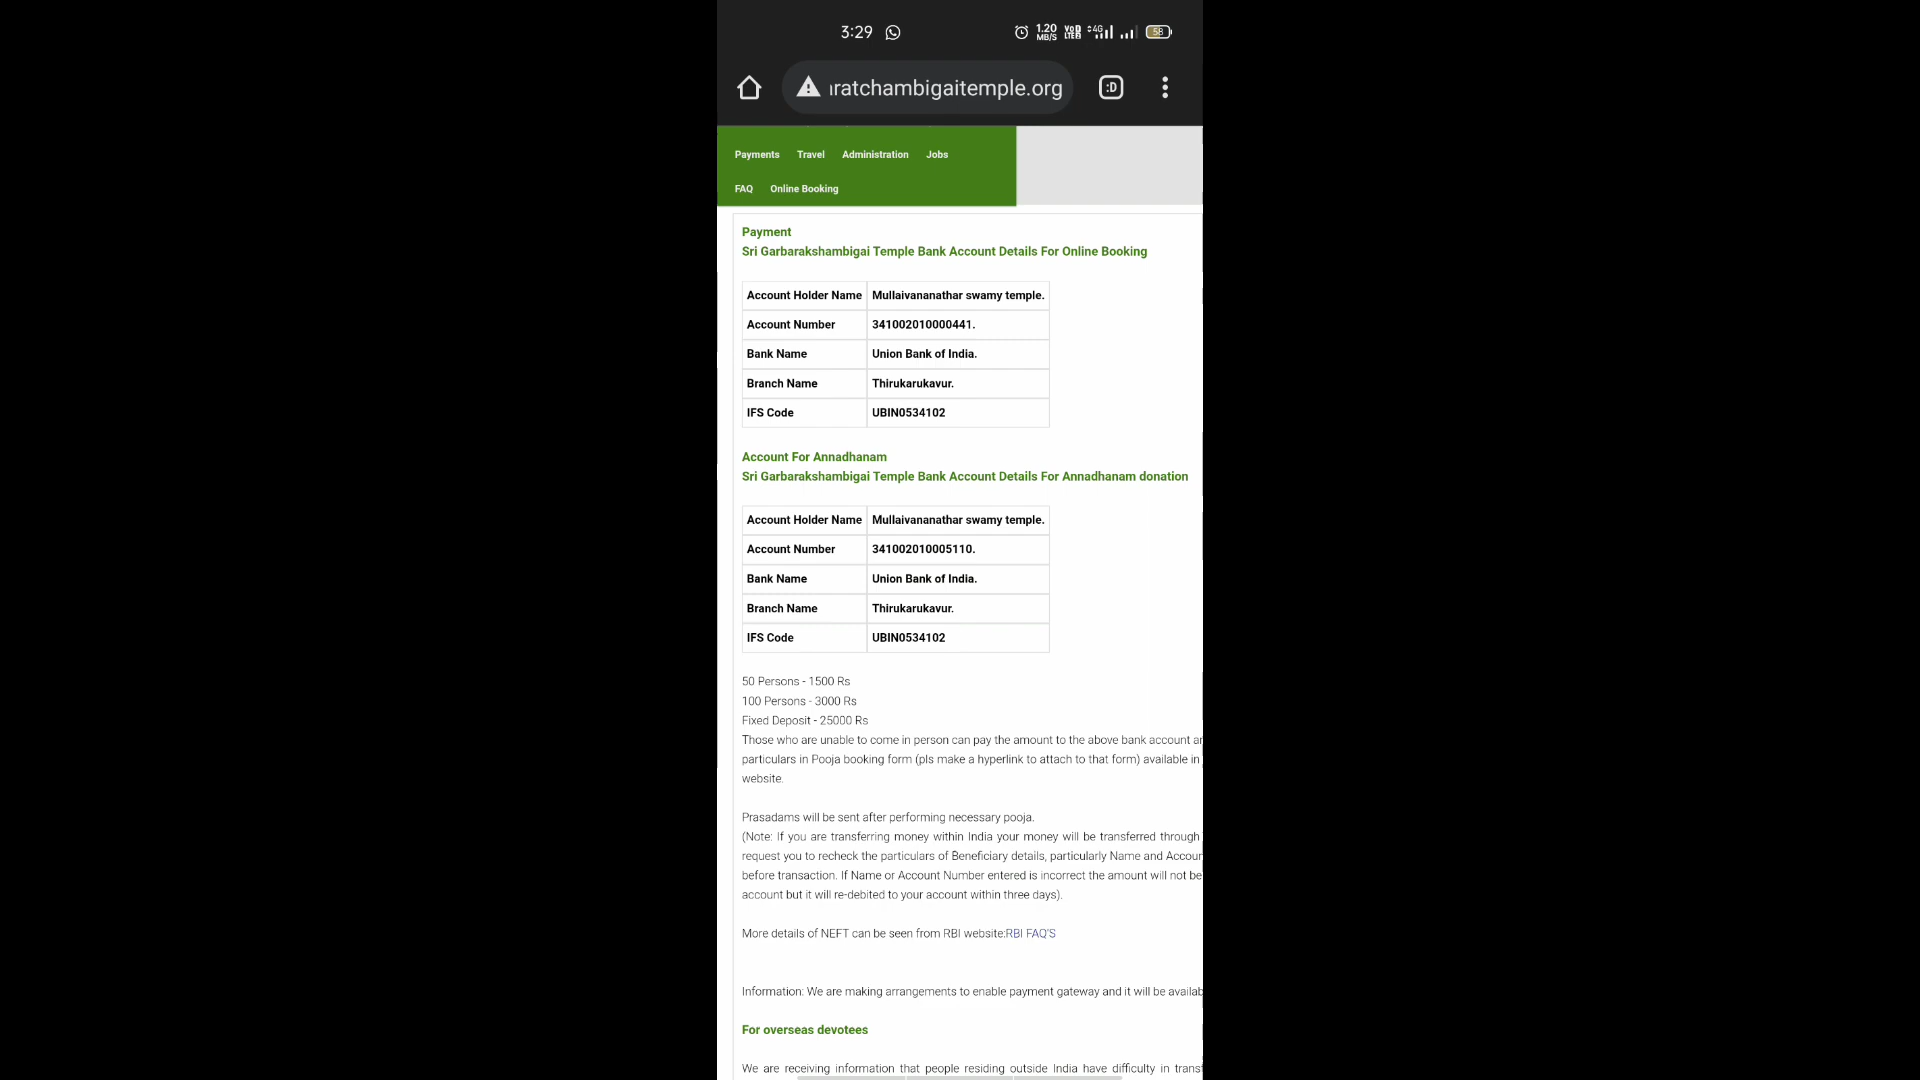 3:29 1.20 MB/S VoD LTE2 4G 58
ratchambigaitemple.org :D
Payments Travel Administration Jobs
FAQ Online Booking
Payment
Sri Garbarakshambigai Temple Bank Account Details For Online Booking
Account Holder Name Mullaivananathar swamy temple.
Account Number 341002010000441.
Bank Name Union Bank of India.
Branch Name Thirukarukavur.
IFS Code UBIN0534102
Account For Annadhanam
Sri Garbarakshambigai Temple Bank Account Details For Annadhanam donation
Account Holder Name Mullaivananathar swamy temple.
Account Number 341002010005110.
Bank Name Union Bank of India.
Branch Name Thirukarukavur.
IFS Code UBIN0534102
50 Persons - 1500 Rs
100 Persons - 3000 Rs
Fixed Deposit - 25000 Rs
Those who are unable to come in person can pay the amount to the above bank account
particulars in Pooja booking form (pls make a hyperlink to attach to that form) available in
website.
Prasadams will be sent after performing necessary pooja.
(Note: If you are transferring money within India your money will be transferred through
request you to recheck the particulars of Beneficiary details, particularly Name and Accour
before transaction. If Name or Account Number entered is incorrect the amount will not be
account but it will re-debited to your account within three days).
More details of NEFT can be seen from RBI website:RBI FAQ'S
Information: We are making arrangements to enable payment gateway and it will be availab
For overseas devotees
We are receiving information that people residing outside India have difficulty in transf